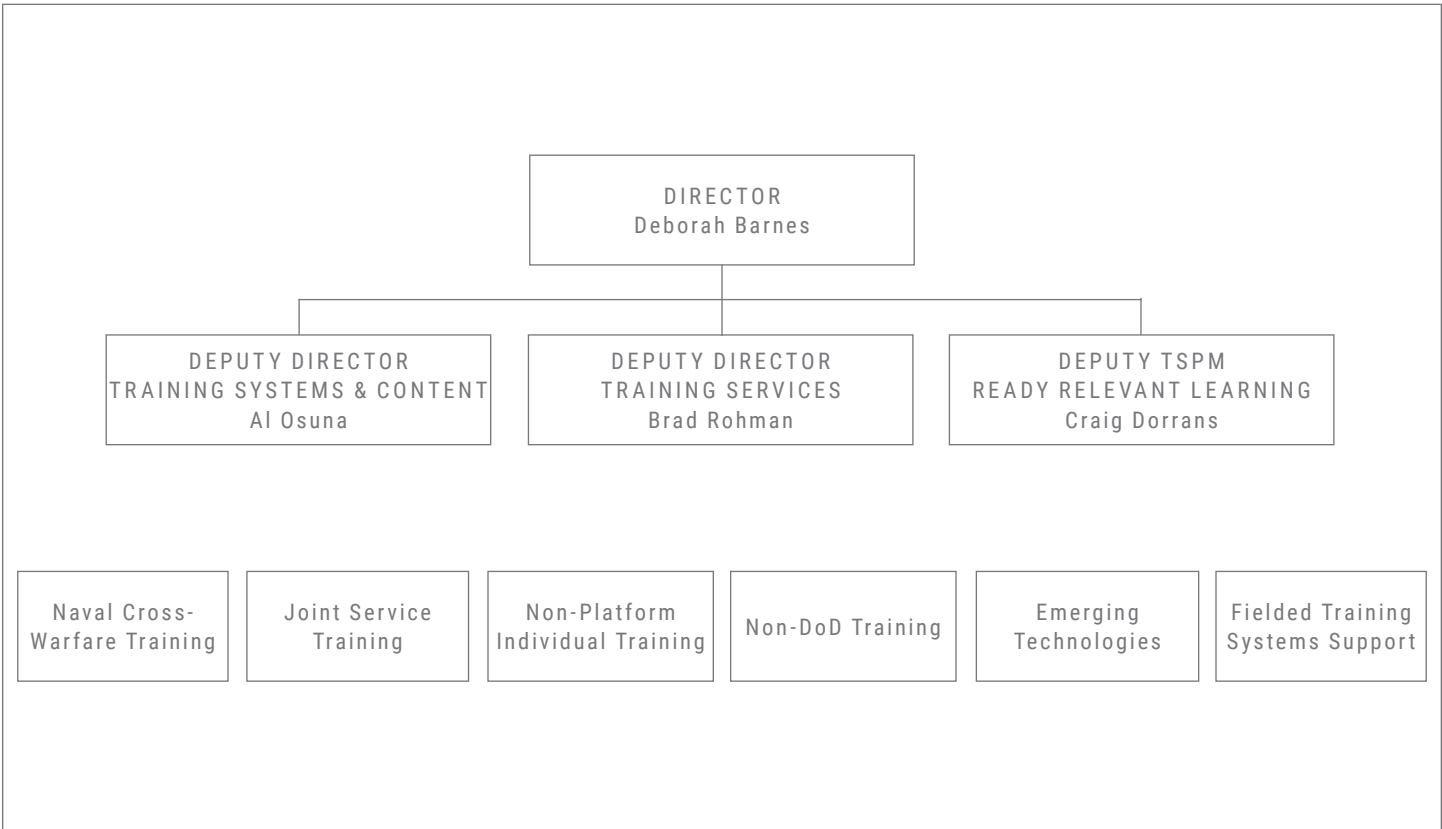 DIRECTOR
Deborah Barnes
DEPUTY DIRECTOR
TRAINING SYSTEMS & CONTENT
Al Osuna
DEPUTY DIRECTOR
TRAINING SERVICES
Brad Rohman
DEPUTY TSPM
READY RELEVANT LEARNING
Craig Dorrans
Naval Cross-
Warfare Training
Joint Service
Training
Non-Platform
Individual Training
Non-DoD Training
Emerging
Technologies
Fielded Training
Systems Support